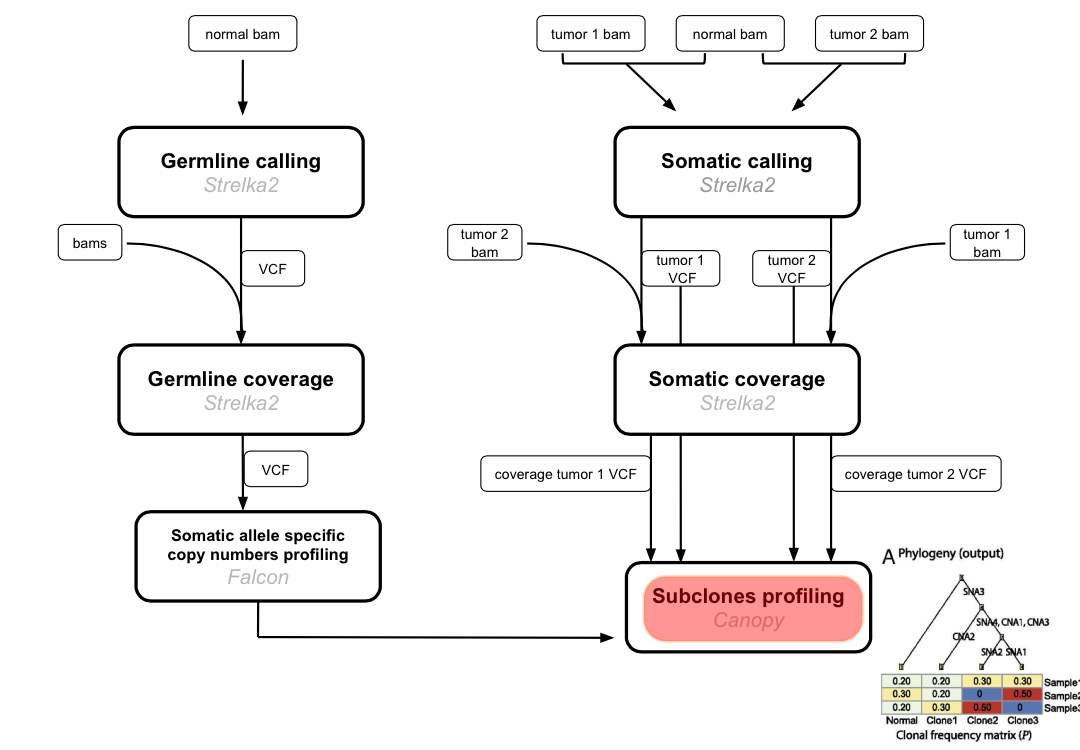 normal bam
tumor 1 bam
normal bam
tumor 2 bam
Germline calling
Strelka2
Somatic calling
Strelka2
bams
VCF
tumor 2
bam
tumor 1
VCF
tumor 2
VCF
tumor 1
bam
Germline coverage
Strelka2
Somatic coverage
Strelka2
VCF
coverage tumor 1 VCF
coverage tumor 2 VCF
Somatic allele specific
copy numbers profiling
Falcon
Subclones profiling
Canopy
A Phylogeny (output)
SNA3
SNA4, CNA1, CNA3
CNA2
SNA2 SNA1
0.20 0.20 0.30 0.30 Sample1
0.30 0.20 0 0.50 Sample2
0.20 0.30 0.50 0 Sample3
Normal Clone1 Clone2 Clone3
Clonal frequency matrix (P)